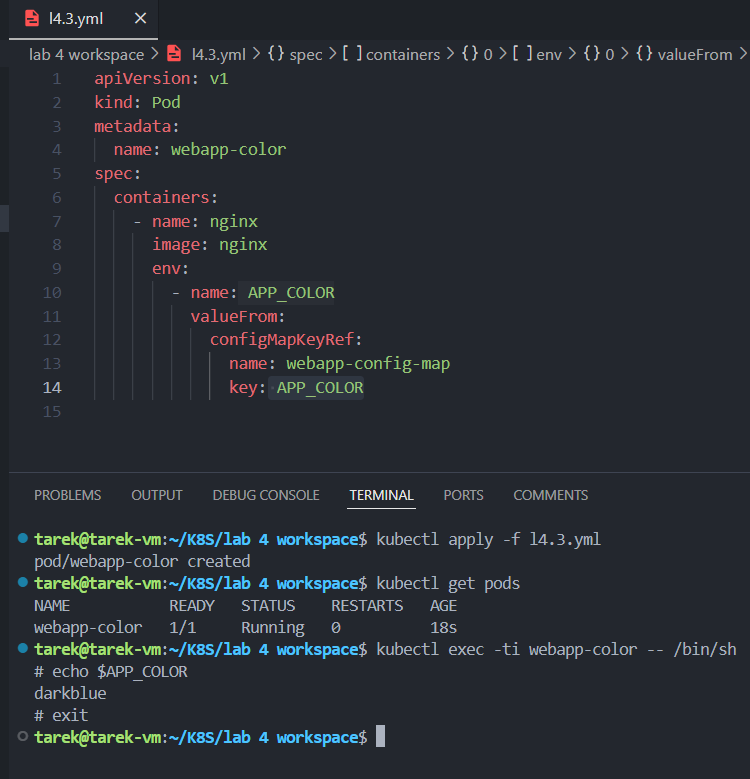 l4.3.yml
lab 4 workspace > l4.3.yml > {} spec > [ ] containers > {} 0 > [ ] env > {} 0 > {} valueFrom >
1 apiVersion: v1
2 kind: Pod
3 metadata:
4   name: webapp-color
5 spec:
6   containers:
7     - name: nginx
8       image: nginx
9       env:
10         - name: APP_COLOR
11           valueFrom:
12             configMapKeyRef:
13               name: webapp-config-map
14               key: APP_COLOR
15
PROBLEMS OUTPUT DEBUG CONSOLE TERMINAL PORTS COMMENTS
tarek@tarek-vm:~/K8S/lab 4 workspace$ kubectl apply -f l4.3.yml
pod/webapp-color created
tarek@tarek-vm:~/K8S/lab 4 workspace$ kubectl get pods
NAME           READY   STATUS    RESTARTS   AGE
webapp-color   1/1     Running   0          18s
tarek@tarek-vm:~/K8S/lab 4 workspace$ kubectl exec -ti webapp-color -- /bin/sh
# echo $APP_COLOR
darkblue
# exit
tarek@tarek-vm:~/K8S/lab 4 workspace$